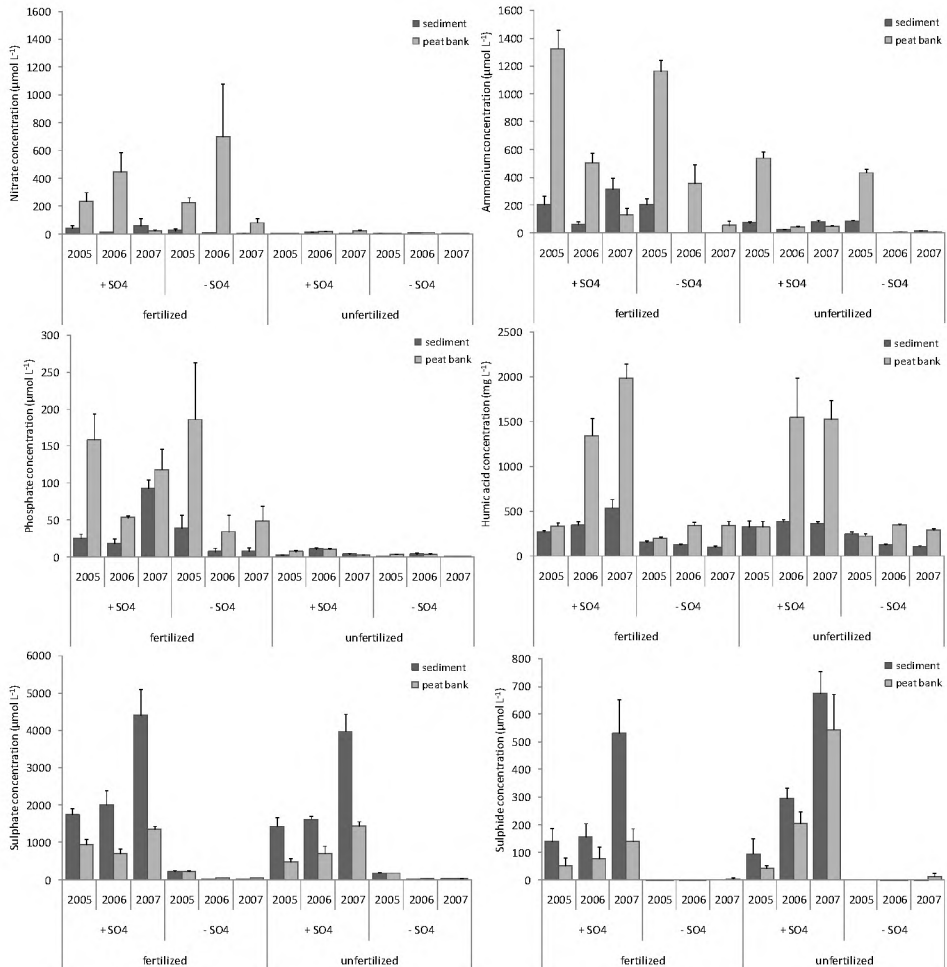 Nitrate concentration (µmol L⁻¹)
1600
1400
1200
1000
800
600
400
200
0
sediment
peat bank
2005 2006 2007 2005 2006 2007 2005 2006 2007 2005 2006 2007
+ SO4 - SO4 + SO4 - SO4
fertilized unfertilized
Ammonium concentration (µmol L⁻¹)
1600
1400
1200
1000
800
600
400
200
0
sediment
peat bank
2005 2006 2007 2005 2006 2007 2005 2006 2007 2005 2006 2007
+ SO4 - SO4 + SO4 - SO4
fertilized unfertilized
Phosphate concentration (µmol L⁻¹)
300
250
200
150
100
50
0
sediment
peat bank
2005 2006 2007 2005 2006 2007 2005 2006 2007 2005 2006 2007
+ SO4 - SO4 + SO4 - SO4
fertilized unfertilized
Humic acid concentration (mg L⁻¹)
2500
2000
1500
1000
500
0
sediment
peat bank
2005 2006 2007 2005 2006 2007 2005 2006 2007 2005 2006 2007
+ SO4 - SO4 + SO4 - SO4
fertilized unfertilized
Sulphate concentration (µmol L⁻¹)
6000
5000
4000
3000
2000
1000
0
sediment
peat bank
2005 2006 2007 2005 2006 2007 2005 2006 2007 2005 2006 2007
+ SO4 - SO4 + SO4 - SO4
fertilized unfertilized
Sulphide concentration (µmol L⁻¹)
800
700
600
500
400
300
200
100
0
sediment
peat bank
2005 2006 2007 2005 2006 2007 2005 2006 2007 2005 2006 2007
+ SO4 - SO4 + SO4 - SO4
fertilized unfertilized